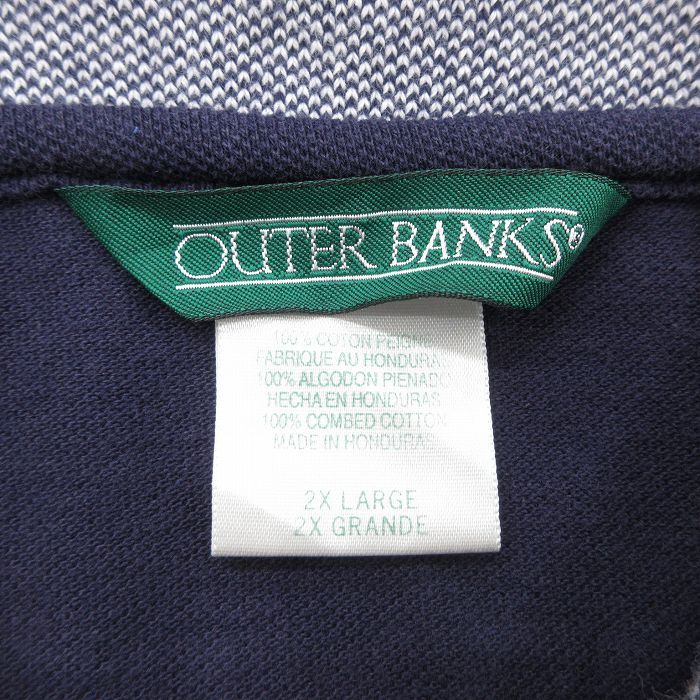 OUTER BANKS®
100% COTON PEIGNE
FABRIQUE AU HONDURAS
100% ALGODON PIENADO
HECHA EN HONDURAS
100% COMBED COTTON
MADE IN HONDURAS
2X LARGE
2X GRANDE